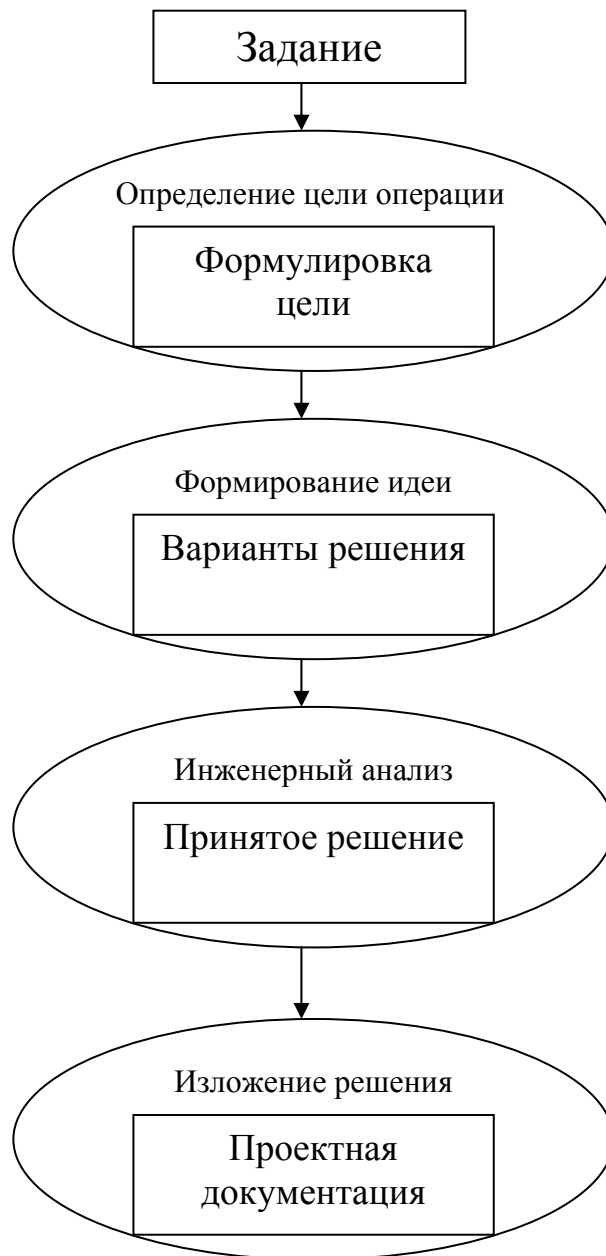 Задание
Определение цели операции
Формулировка
цели
Формирование идеи
Варианты решения
Инженерный анализ
Принятое решение
Изложение решения
Проектная
документация